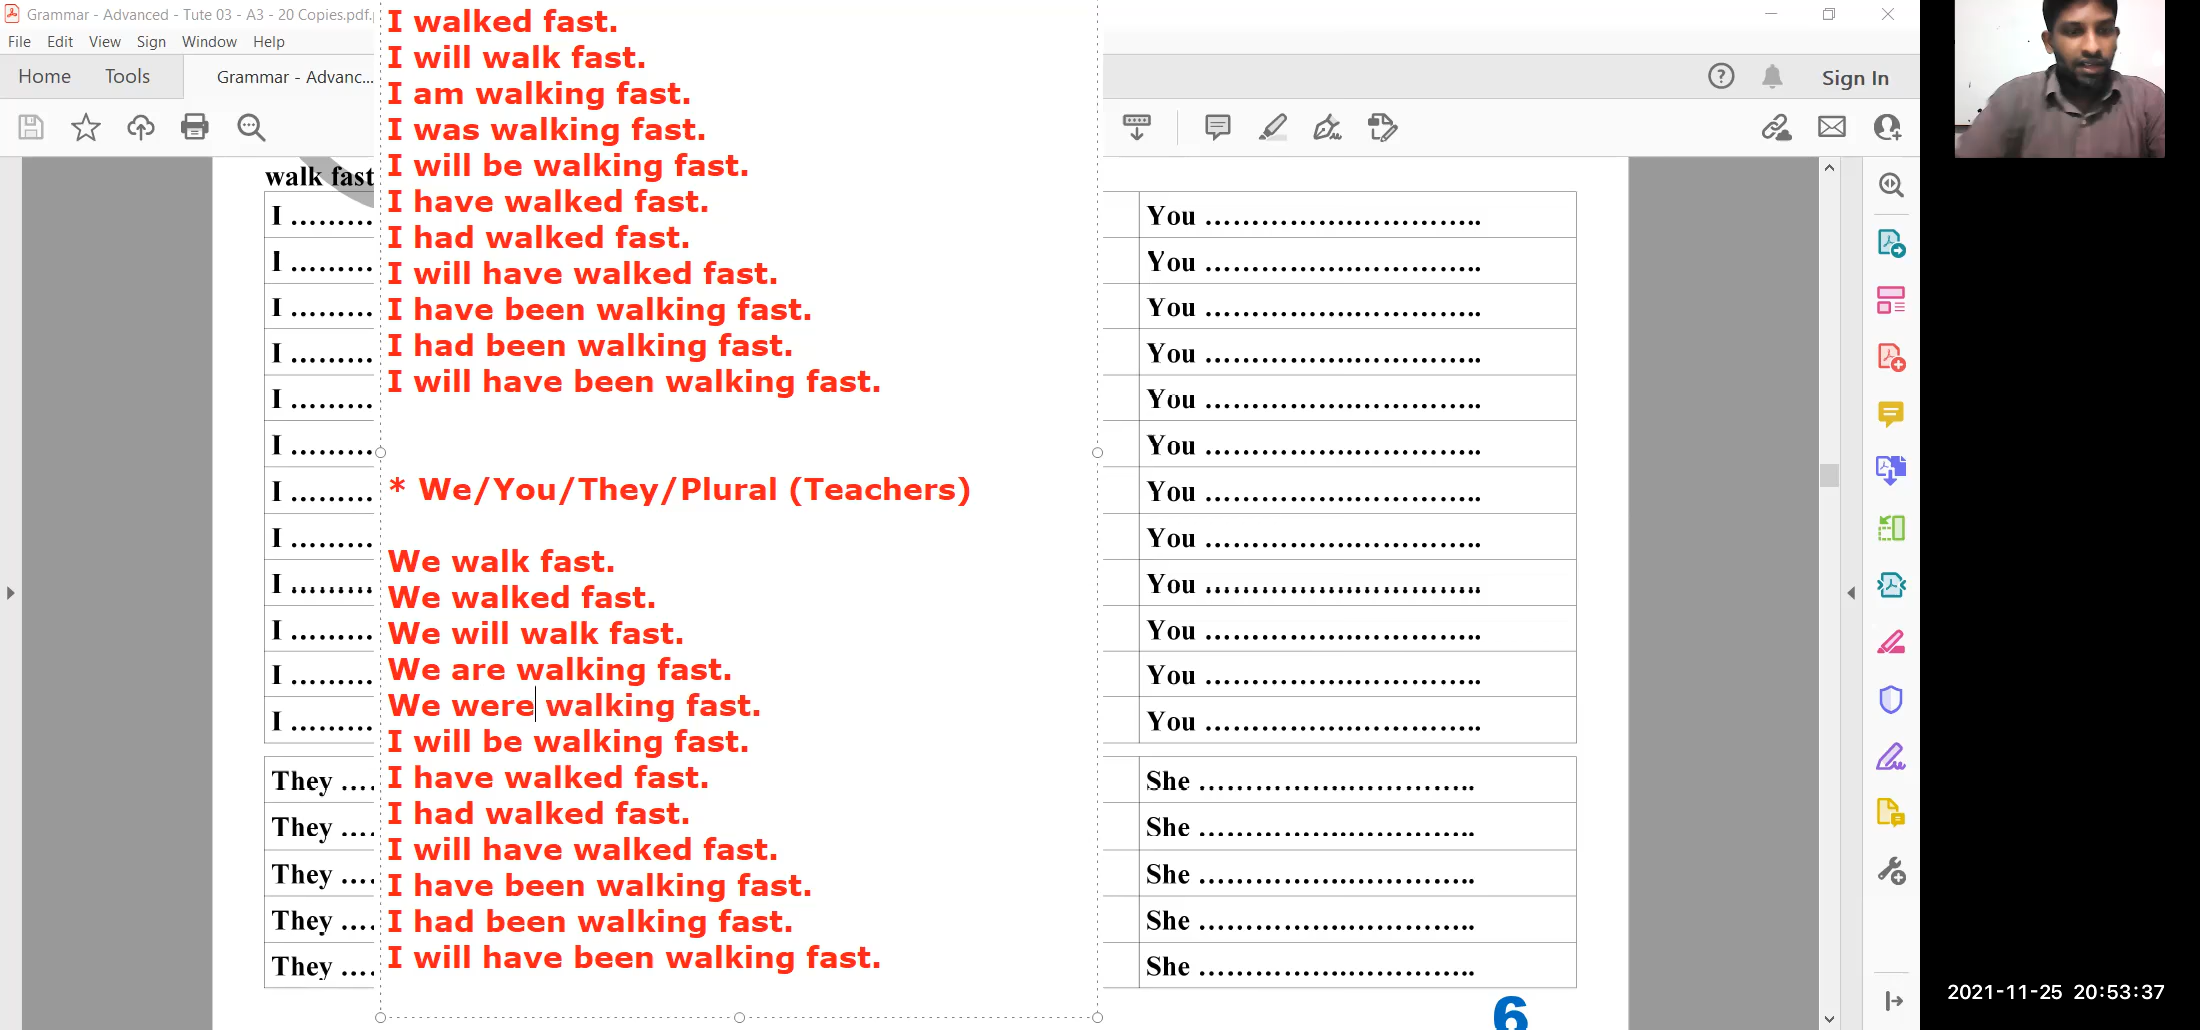 Grammar - Advanced - Tute 03 - A3 - 20 Copies.pdf.p
File Edit View Sign Window Help
Home Tools Grammar - Advanc...
Sign In
I walked fast.
I will walk fast.
I am walking fast.
I was walking fast.
I will be walking fast.
I have walked fast.
I had walked fast.
I will have walked fast.
I have been walking fast.
I had been walking fast.
I will have been walking fast.
* We/You/They/Plural (Teachers)
We walk fast.
We walked fast.
We will walk fast.
We are walking fast.
We were walking fast.
I will be walking fast.
I have walked fast.
I had walked fast.
I will have walked fast.
I have been walking fast.
I had been walking fast.
I will have been walking fast.
walk fast
I .........
I .........
I .........
I .........
I .........
I .........
I .........
I .........
I .........
I .........
I .........
I .........
They ....
They ....
They ....
They ....
They ....
You ..............................
You ..............................
You ..............................
You ..............................
You ..............................
You ..............................
You ..............................
You ..............................
You ..............................
You ..............................
You ..............................
You ..............................
She ..............................
She ..............................
She ..............................
She ..............................
She ..............................
6
2021-11-25 20:53:37